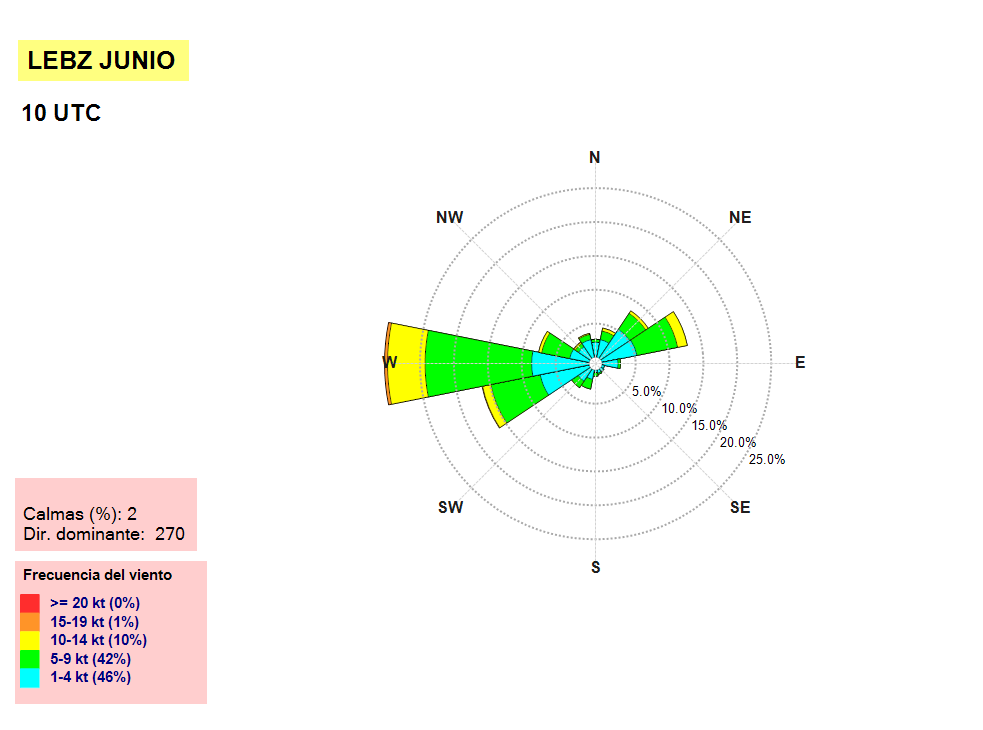 LEBZ JUNIO
10 UTC
N
NW
NE
W
E
5.0%
10.0%
15.0%
20.0%
25.0%
SW
SE
S
Calmas (%): 2
Dir. dominante: 270
Frecuencia del viento
>= 20 kt (0%)
15-19 kt (1%)
10-14 kt (10%)
5-9 kt (42%)
1-4 kt (46%)